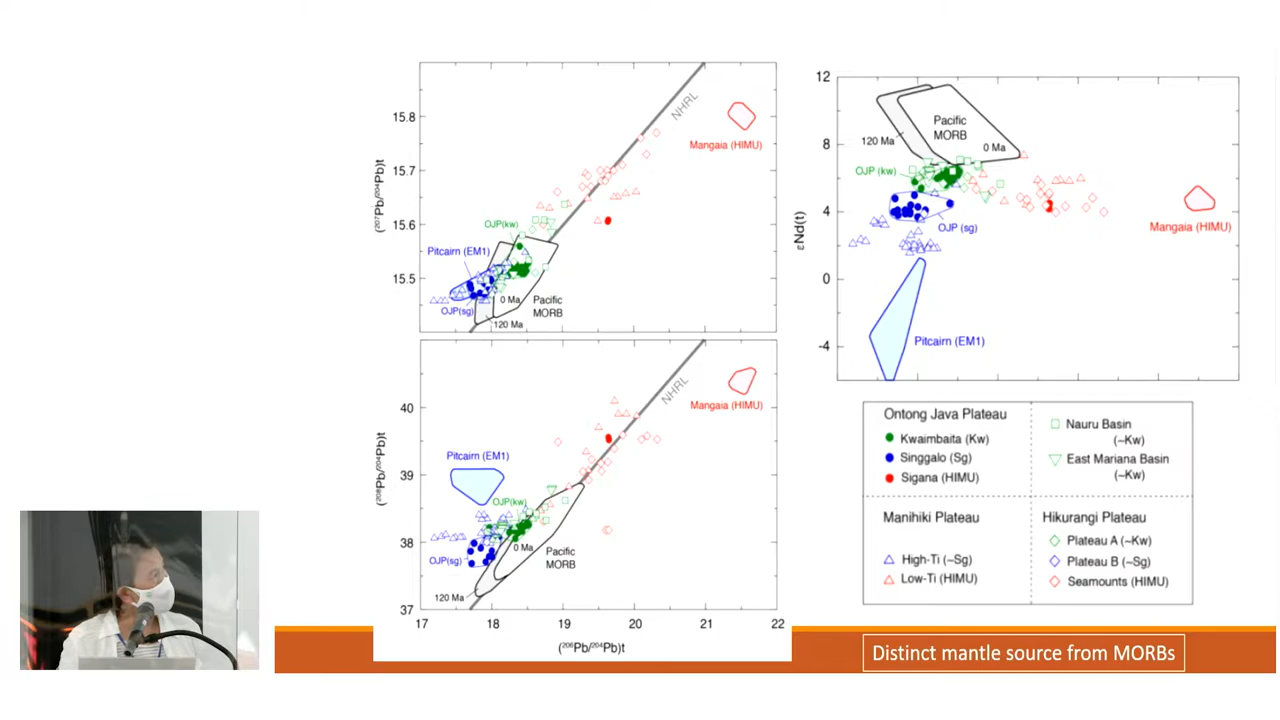 15.8
15.7
15.6
15.5
(²⁰⁷Pb/²⁰⁴Pb)t
NHRL
Mangaia (HIMU)
OJP(kw)
Pitcairn (EM1)
OJP(sg)
0 Ma
120 Ma
Pacific
MORB
40
39
38
37
(²⁰⁸Pb/²⁰⁴Pb)t
NHRL
Mangaia (HIMU)
Pitcairn (EM1)
OJP(kw)
OJP(sg)
0 Ma
120 Ma
Pacific
MORB
17 18 19 20 21 22
(²⁰⁶Pb/²⁰⁴Pb)t
12
8
4
0
-4
εNd(t)
Pacific
MORB
120 Ma
0 Ma
OJP (kw)
OJP (sg)
Mangaia (HIMU)
Pitcairn (EM1)
Ontong Java Plateau
Kwaimbaita (Kw)
Singgalo (Sg)
Sigana (HIMU)
Nauru Basin
(~Kw)
East Mariana Basin
(~Kw)
Manihiki Plateau
High-Ti (~Sg)
Low-Ti (HIMU)
Hikurangi Plateau
Plateau A (~Kw)
Plateau B (~Sg)
Seamounts (HIMU)
Distinct mantle source from MORBs